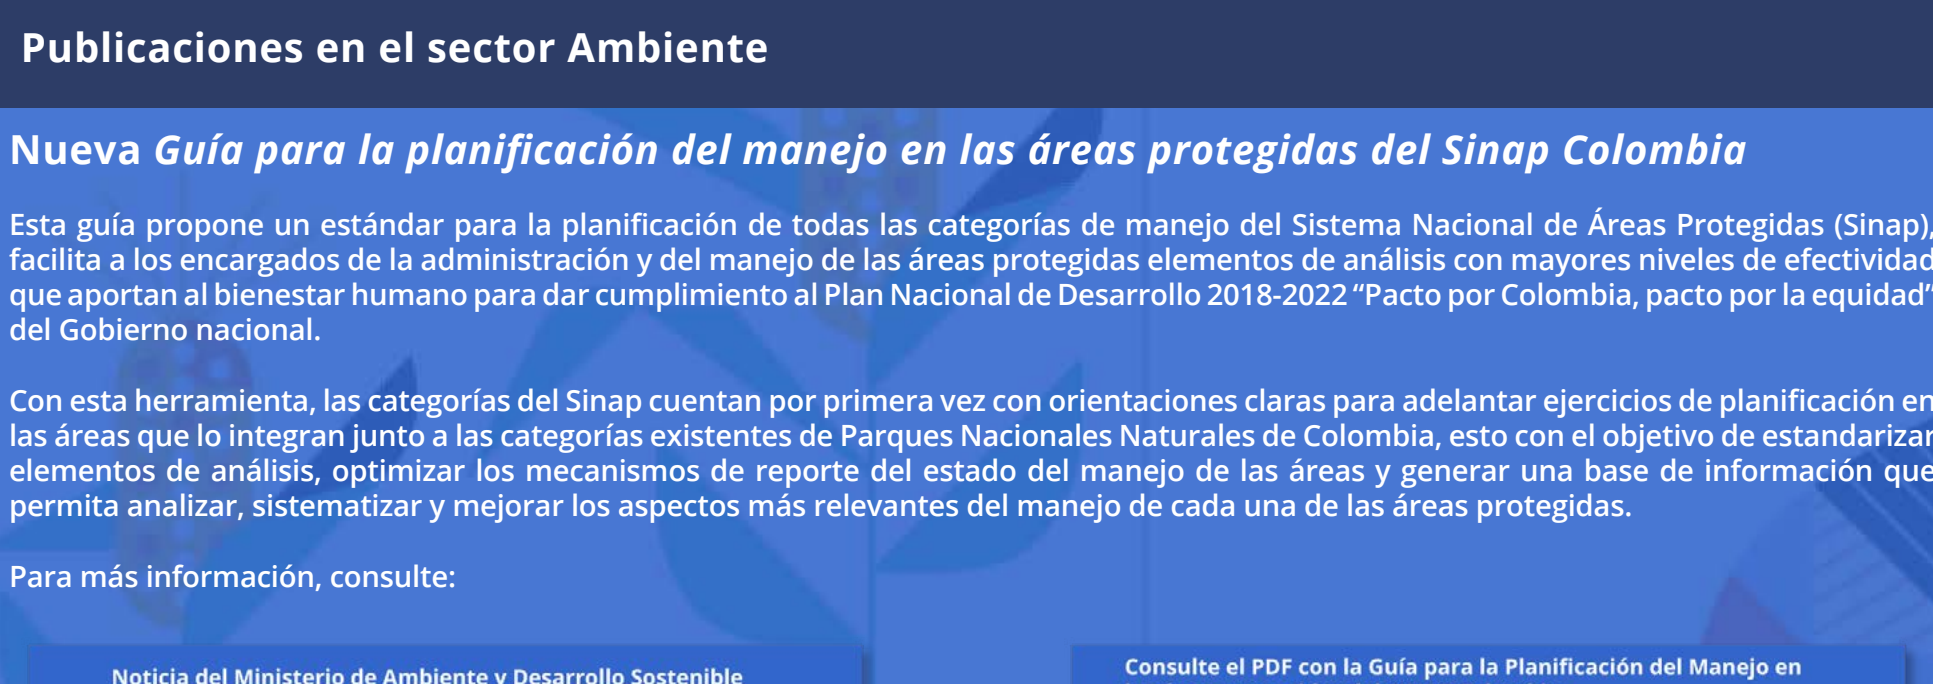 Publicaciones en el sector Ambiente
Nueva Guía para la planificación del manejo en las áreas protegidas del Sinap Colombia
Esta guía propone un estándar para la planificación de todas las categorías de manejo del Sistema Nacional de Áreas Protegidas (Sinap),
facilita a los encargados de la administración y del manejo de las áreas protegidas elementos de análisis con mayores niveles de efectividad
que aportan al bienestar humano para dar cumplimiento al Plan Nacional de Desarrollo 2018-2022 “Pacto por Colombia, pacto por la equidad”
del Gobierno nacional.
Con esta herramienta, las categorías del Sinap cuentan por primera vez con orientaciones claras para adelantar ejercicios de planificación en
las áreas que lo integran junto a las categorías existentes de Parques Nacionales Naturales de Colombia, esto con el objetivo de estandarizar
elementos de análisis, optimizar los mecanismos de reporte del estado del manejo de las áreas y generar una base de información que
permita analizar, sistematizar y mejorar los aspectos más relevantes del manejo de cada una de las áreas protegidas.
Para más información, consulte:
Noticia del Ministerio de Ambiente y Desarrollo Sostenible
Consulte el PDF con la Guía para la Planificación del Manejo en